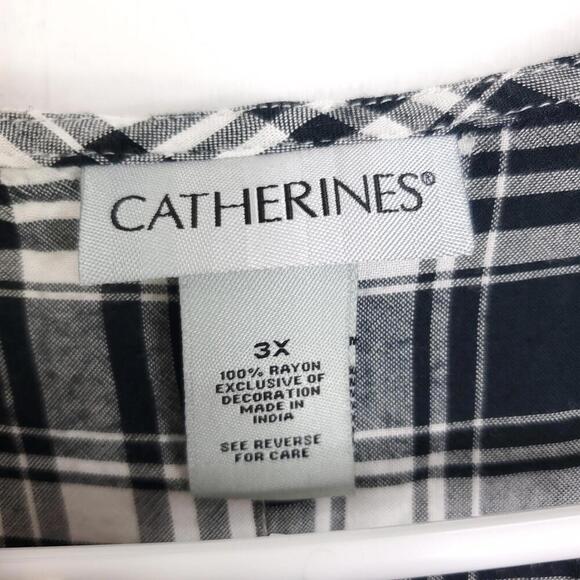 CATHERINES®
3X
100% RAYON
EXCLUSIVE OF
DECORATION
MADE IN
INDIA
SEE REVERSE
FOR CARE